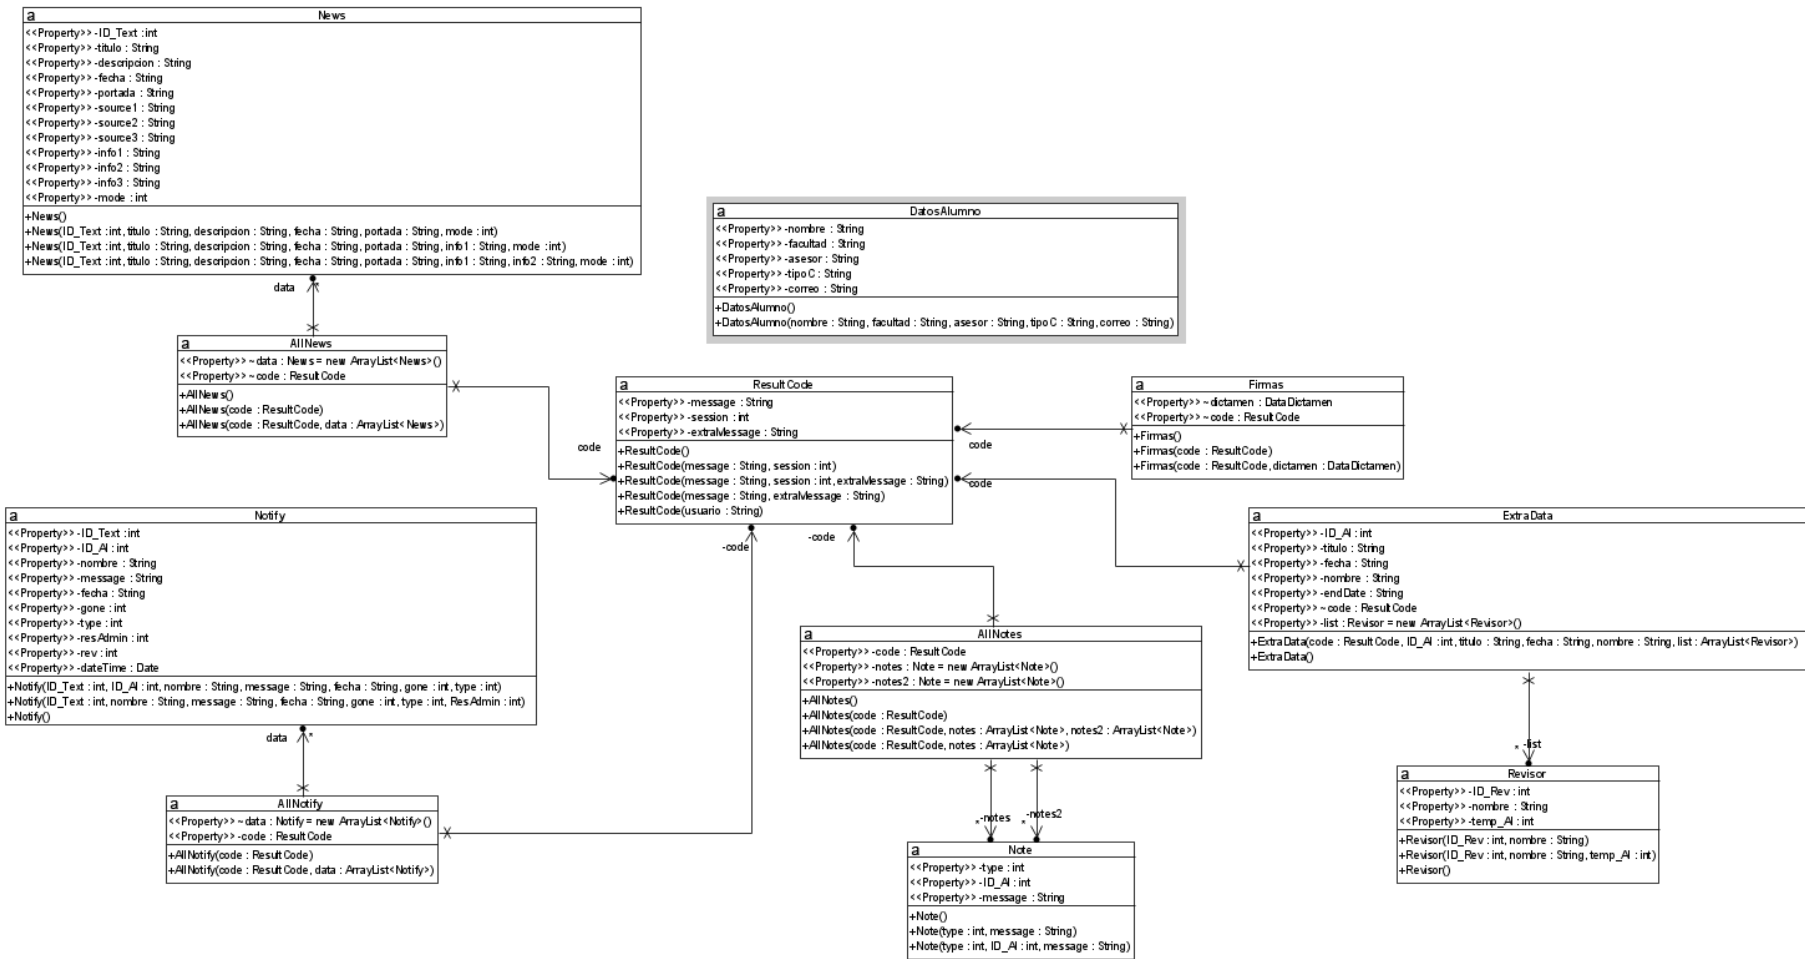 a News
<<Property>> -ID_Text : int
<<Property>> -titulo : String
<<Property>> -descripcion : String
<<Property>> -fecha : String
<<Property>> -portada : String
<<Property>> -source1 : String
<<Property>> -source2 : String
<<Property>> -source3 : String
<<Property>> -info1 : String
<<Property>> -info2 : String
<<Property>> -info3 : String
<<Property>> -mode : int
+News()
+News(ID_Text : int, titulo : String, descripcion : String, fecha : String, portada : String, mode : int)
+News(ID_Text : int, titulo : String, descripcion : String, fecha : String, portada : String, info1 : String, mode : int)
+News(ID_Text : int, titulo : String, descripcion : String, fecha : String, portada : String, info1 : String, info2 : String, mode : int)
data *
a DatosAlumno
<<Property>> -nombre : String
<<Property>> -facultad : String
<<Property>> -asesor : String
<<Property>> -tipoC : String
<<Property>> -correo : String
+DatosAlumno()
+DatosAlumno(nombre : String, facultad : String, asesor : String, tipoC : String, correo : String)
a AllNews
<<Property>> ~data : News = new ArrayList<News>()
<<Property>> ~code : ResultCode
+AllNews()
+AllNews(code : ResultCode)
+AllNews(code : ResultCode, data : ArrayList<News>)
code
a ResultCode
<<Property>> -message : String
<<Property>> -session : int
<<Property>> -extraMessage : String
+ResultCode()
+ResultCode(message : String, session : int)
+ResultCode(message : String, session : int, extraMessage : String)
+ResultCode(message : String, extraMessage : String)
+ResultCode(usuario : String)
code
code
-code
-code
a Firmas
<<Property>> ~dictamen : DataDictamen
<<Property>> ~code : ResultCode
+Firmas()
+Firmas(code : ResultCode)
+Firmas(code : ResultCode, dictamen : DataDictamen)
a Notify
<<Property>> -ID_Text : int
<<Property>> -ID_Al : int
<<Property>> -nombre : String
<<Property>> -message : String
<<Property>> -fecha : String
<<Property>> -gone : int
<<Property>> -type : int
<<Property>> -resAdmin : int
<<Property>> -rev : int
<<Property>> -dateTime : Date
+Notify(ID_Text : int, ID_Al : int, nombre : String, message : String, fecha : String, gone : int, type : int)
+Notify(ID_Text : int, nombre : String, message : String, fecha : String, gone : int, type : int, ResAdmin : int)
+Notify()
data *
a ExtraData
<<Property>> -ID_Al : int
<<Property>> -titulo : String
<<Property>> -fecha : String
<<Property>> -nombre : String
<<Property>> -endDate : String
<<Property>> ~code : ResultCode
<<Property>> -list : Revisor = new ArrayList<Revisor>()
+ExtraData(code : ResultCode, ID_Al : int, titulo : String, fecha : String, nombre : String, list : ArrayList<Revisor>)
+ExtraData()
* -list
a AllNotes
<<Property>> -code : ResultCode
<<Property>> -notes : Note = new ArrayList<Note>()
<<Property>> -notes2 : Note = new ArrayList<Note>()
+AllNotes()
+AllNotes(code : ResultCode)
+AllNotes(code : ResultCode, notes : ArrayList<Note>, notes2 : ArrayList<Note>)
+AllNotes(code : ResultCode, notes : ArrayList<Note>)
* -notes * -notes2
a AllNotify
<<Property>> ~data : Notify = new ArrayList<Notify>()
<<Property>> -code : ResultCode
+AllNotify(code : ResultCode)
+AllNotify(code : ResultCode, data : ArrayList<Notify>)
a Note
<<Property>> -type : int
<<Property>> -ID_Al : int
<<Property>> -message : String
+Note()
+Note(type : int, message : String)
+Note(type : int, ID_Al : int, message : String)
a Revisor
<<Property>> -ID_Rev : int
<<Property>> -nombre : String
<<Property>> -temp_Al : int
+Revisor(ID_Rev : int, nombre : String)
+Revisor(ID_Rev : int, nombre : String, temp_Al : int)
+Revisor()